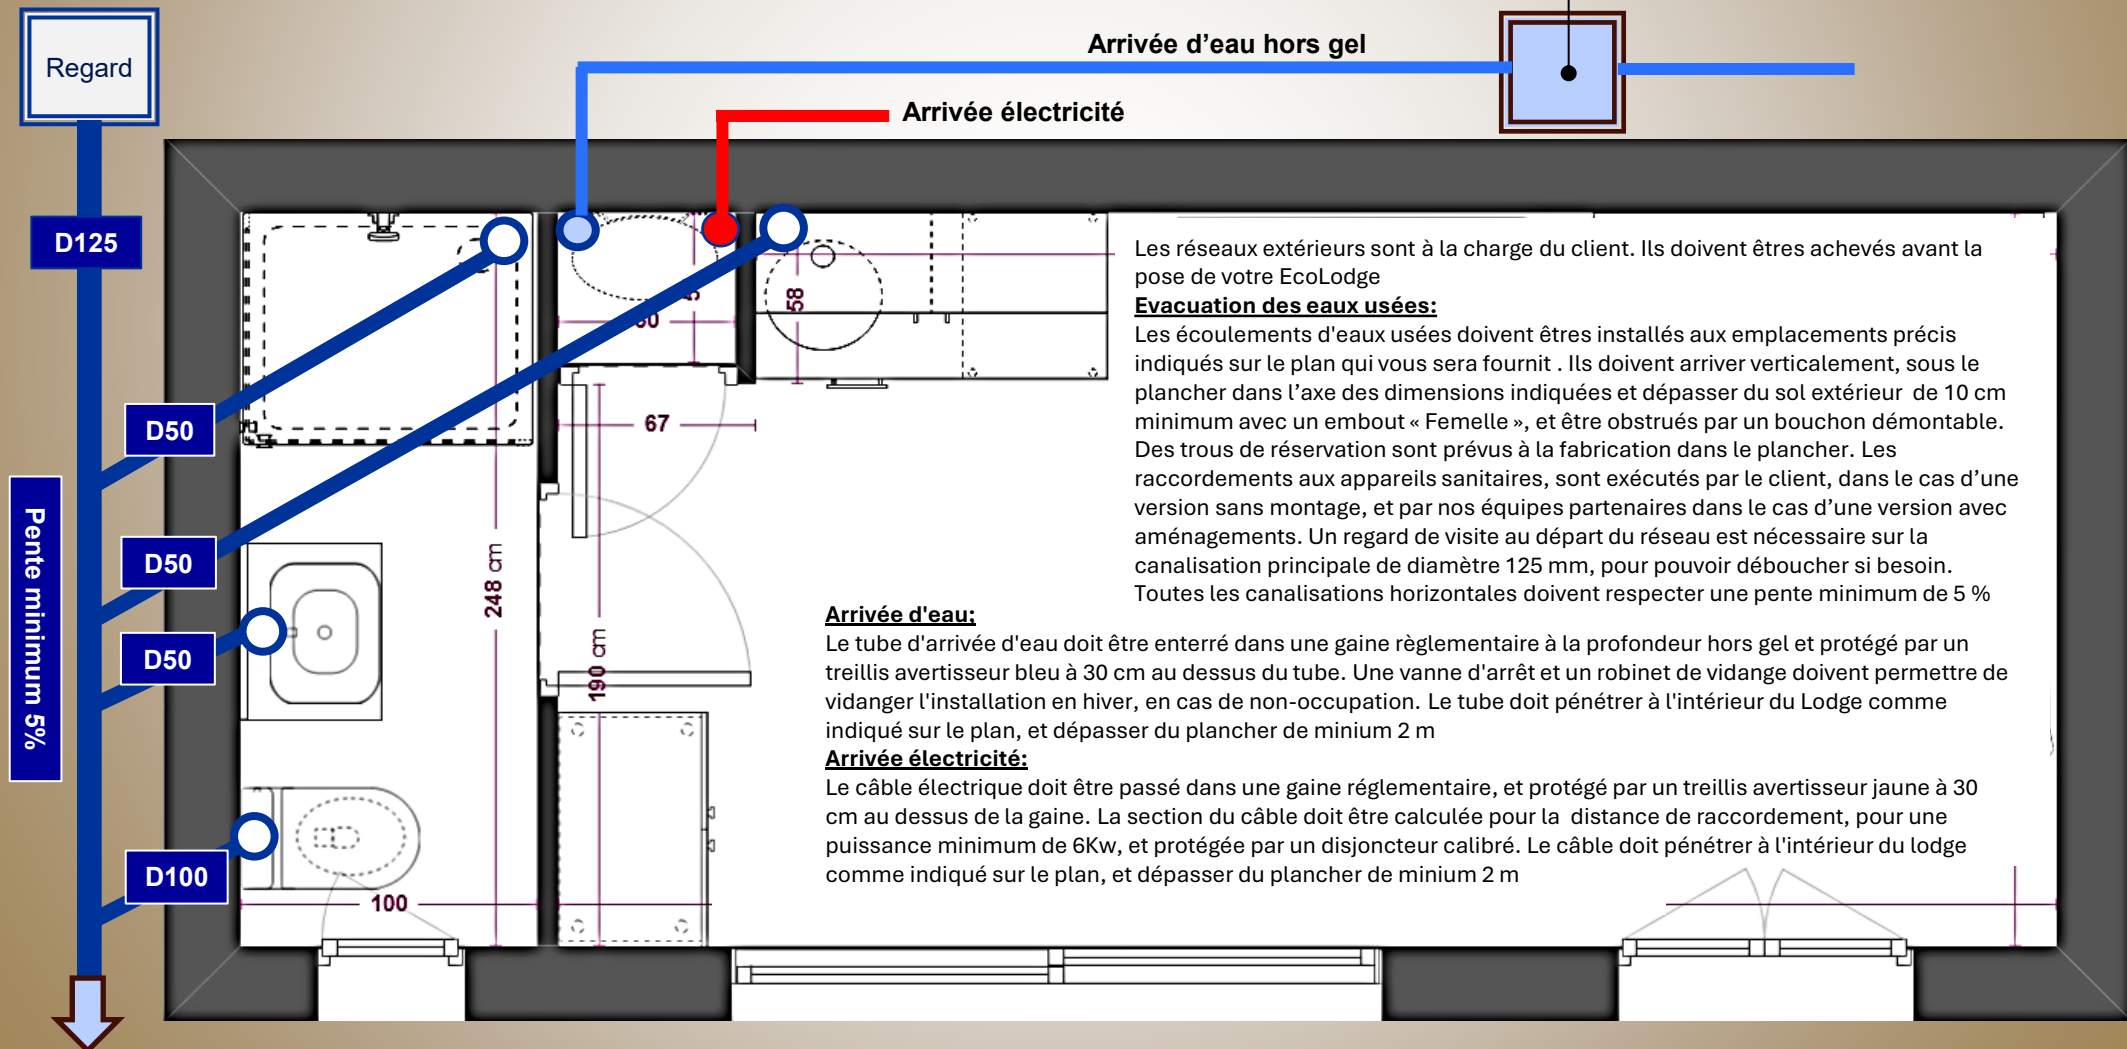 Regard
Arrivée d’eau hors gel
Arrivée électricité
D125
D50
D50
D50
D100
Pente minimum 5%
58
67
248 cm
190 cm
100
Les réseaux extérieurs sont à la charge du client. Ils doivent êtres achevés avant la
pose de votre EcoLodge
Evacuation des eaux usées:
Les écoulements d'eaux usées doivent êtres installés aux emplacements précis
indiqués sur le plan qui vous sera fournit . Ils doivent arriver verticalement, sous le
plancher dans l’axe des dimensions indiquées et dépasser du sol extérieur de 10 cm
minimum avec un embout « Femelle », et être obstrués par un bouchon démontable.
Des trous de réservation sont prévus à la fabrication dans le plancher. Les
raccordements aux appareils sanitaires, sont exécutés par le client, dans le cas d’une
version sans montage, et par nos équipes partenaires dans le cas d’une version avec
aménagements. Un regard de visite au départ du réseau est nécessaire sur la
canalisation principale de diamètre 125 mm, pour pouvoir déboucher si besoin.
Toutes les canalisations horizontales doivent respecter une pente minimum de 5 %
Arrivée d'eau;
Le tube d'arrivée d'eau doit être enterré dans une gaine règlementaire à la profondeur hors gel et protégé par un
treillis avertisseur bleu à 30 cm au dessus du tube. Une vanne d'arrêt et un robinet de vidange doivent permettre de
vidanger l'installation en hiver, en cas de non-occupation. Le tube doit pénétrer à l'intérieur du Lodge comme
indiqué sur le plan, et dépasser du plancher de minium 2 m
Arrivée électricité:
Le câble électrique doit être passé dans une gaine réglementaire, et protégé par un treillis avertisseur jaune à 30
cm au dessus de la gaine. La section du câble doit être calculée pour la distance de raccordement, pour une
puissance minimum de 6Kw, et protégée par un disjoncteur calibré. Le câble doit pénétrer à l'intérieur du lodge
comme indiqué sur le plan, et dépasser du plancher de minium 2 m